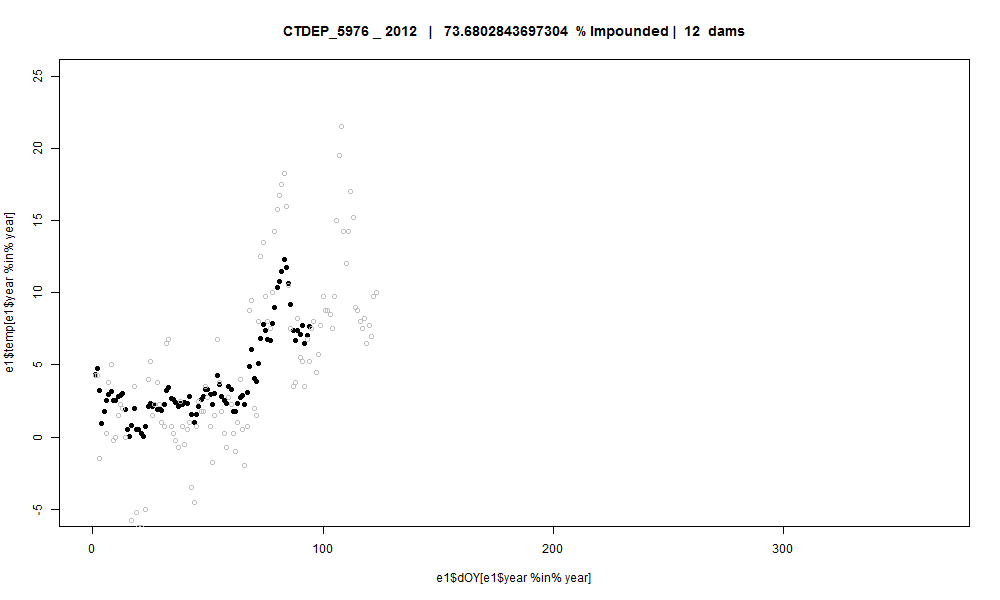 CTDEP_5976 _ 2012 | 73.6802843697304 % Impounded | 12 dams
25
20
15
10
5
0
-5
e1$temp[e1$year %in% year]
0 100 200 300
e1$dOY[e1$year %in% year]